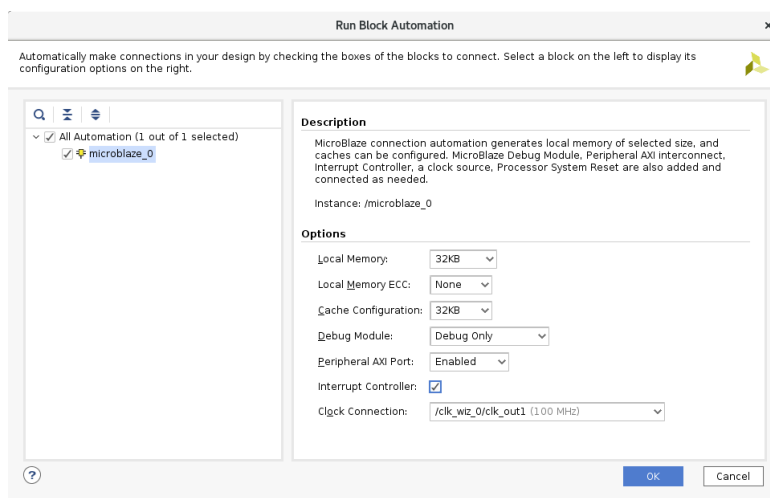 Run Block Automation
Automatically make connections in your design by checking the boxes of the blocks to connect. Select a block on the left to display its
configuration options on the right.
All Automation (1 out of 1 selected)
microblaze_0
Description
MicroBlaze connection automation generates local memory of selected size, and
caches can be configured. MicroBlaze Debug Module, Peripheral AXI interconnect,
Interrupt Controller, a clock source, Processor System Reset are also added and
connected as needed.
Instance: /microblaze_0
Options
Local Memory: 32KB
Local Memory ECC: None
Cache Configuration: 32KB
Debug Module: Debug Only
Peripheral AXI Port: Enabled
Interrupt Controller:
Clock Connection: /clk_wiz_0/clk_out1 (100 MHz)
?
OK
Cancel